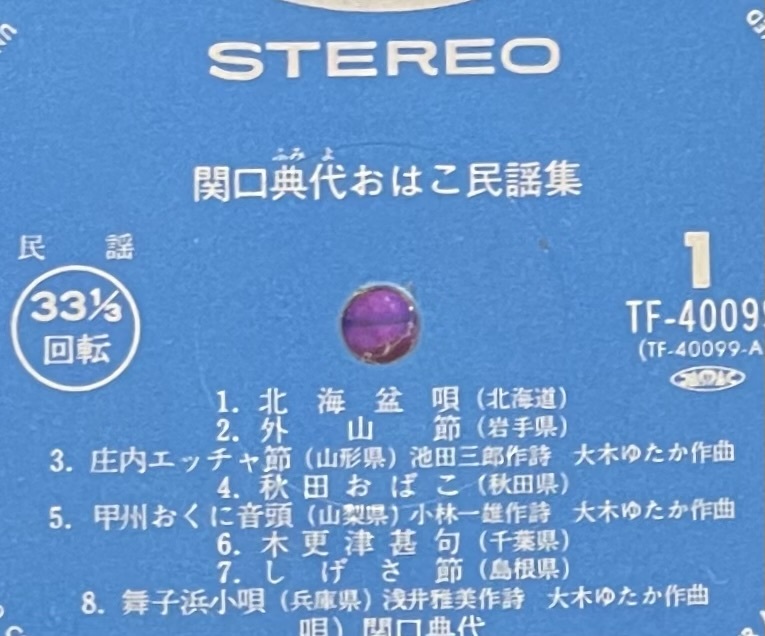 STEREO
ふみよ
関口典代おはこ民謡集
民謡
33⅓
回転
1
TF-40099
(TF-40099-A
1. 北海盆唄(北海道)
2. 外山節(岩手県)
3. 庄内エッチャ節(山形県) 池田三郎作詩 大木ゆたか作曲
4. 秋田おばこ(秋田県)
5. 甲州おくに音頭(山梨県) 小林一雄作詩 大木ゆたか作曲
6. 木更津甚句(千葉県)
7. しげさ節(島根県)
8. 舞子浜小唄(兵庫県) 浅井雅美作詩 大木ゆたか作曲
唄) 関口典代